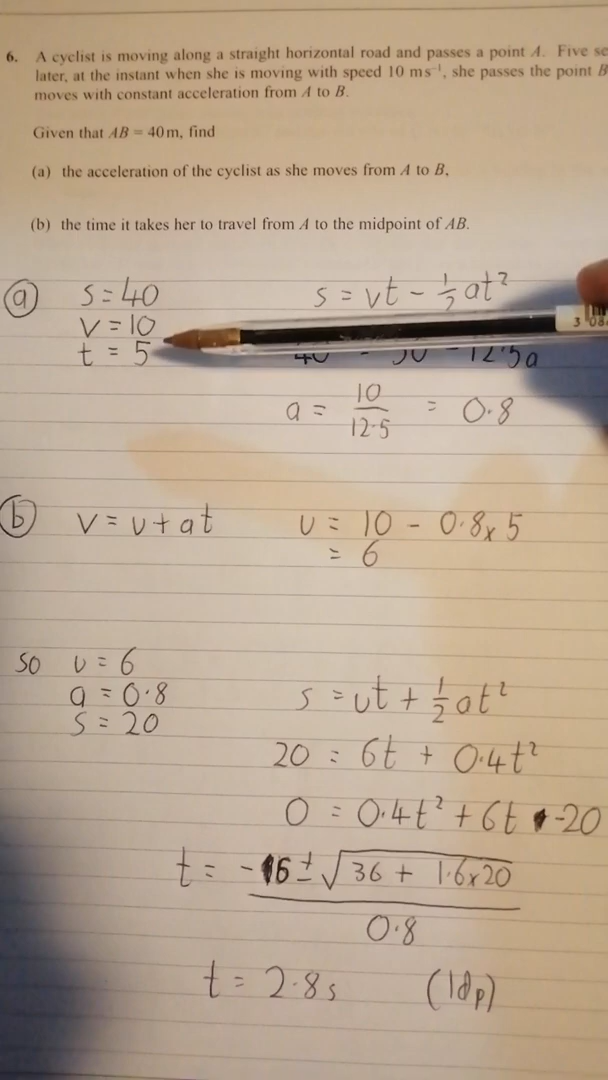 6. A cyclist is moving along a straight horizontal road and passes a point A. Five se
later, at the instant when she is moving with speed 10 ms⁻¹, she passes the point B
moves with constant acceleration from A to B.
Given that AB = 40 m, find
(a) the acceleration of the cyclist as she moves from A to B,
(b) the time it takes her to travel from A to the midpoint of AB.
(a) s = 40 s = vt - ½at²
v = 10
t = 5 12.5a
a = 10/12.5 = 0.8
(b) v = u + at u = 10 - 0.8 x 5
= 6
so u = 6
a = 0.8 s = ut + ½at²
s = 20
20 = 6t + 0.4t²
0 = 0.4t² + 6t -20
t = -6 ± √(36 + 1.6x20) / 0.8
t = 2.8s (1dp)